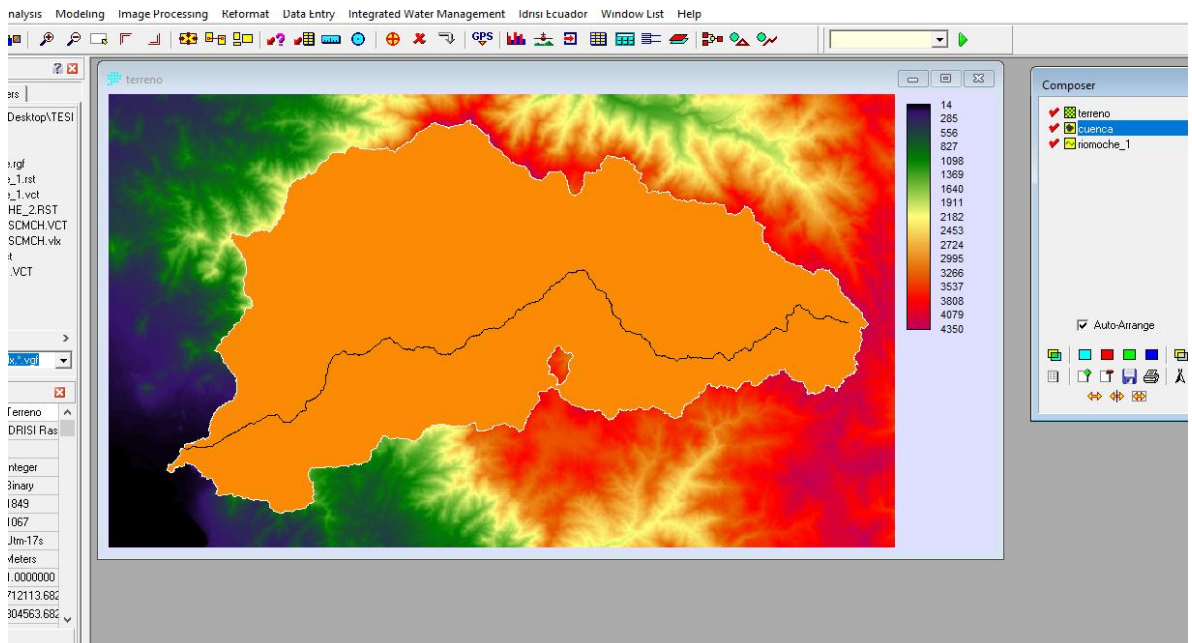 nalysis Modeling Image Processing Reformat Data Entry Integrated Water Management Idrisi Ecuador Window List Help
GPS
ers
Desktop\TESI
e.rgf
e_1.rst
e_1.vct
HE_2.RST
SCMCH.VCT
SCMCH.vlx
.VCT
Terreno
DRISI Ras
nteger
Binary
1849
1067
Utm-17s
Meters
1.0000000
712113.682
304563.682
terreno
14
285
556
827
1098
1369
1640
1911
2182
2453
2724
2995
3266
3537
3808
4079
4350
Composer
terreno
cuenca
riomoche_1
Auto-Arrange